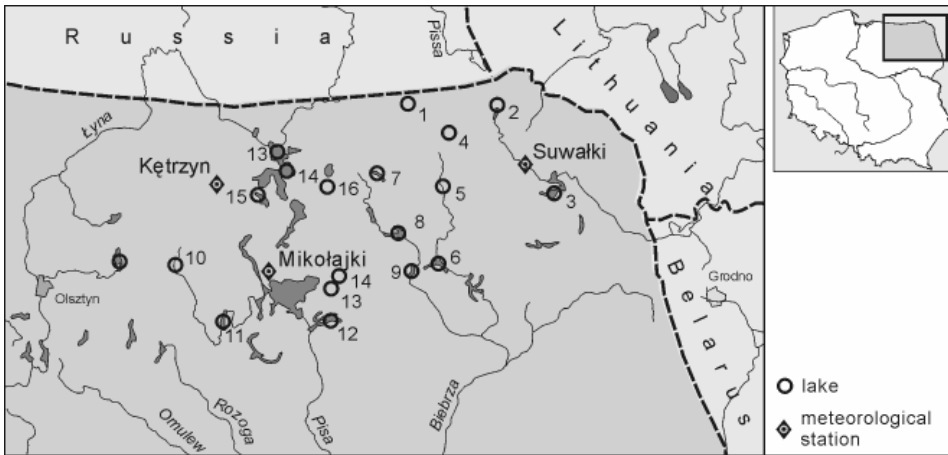 Russia
Pissa
Lithuania
1
2
Łyna
4
13
Suwałki
Kętrzyn
14
7
15
16
5
3
8
10
Mikołajki
6
14
9
Grodno
Olsztyn
13
11
12
Belarus
lake
Omulew
Rozoga
Pisa
Biebrza
meteorological
station